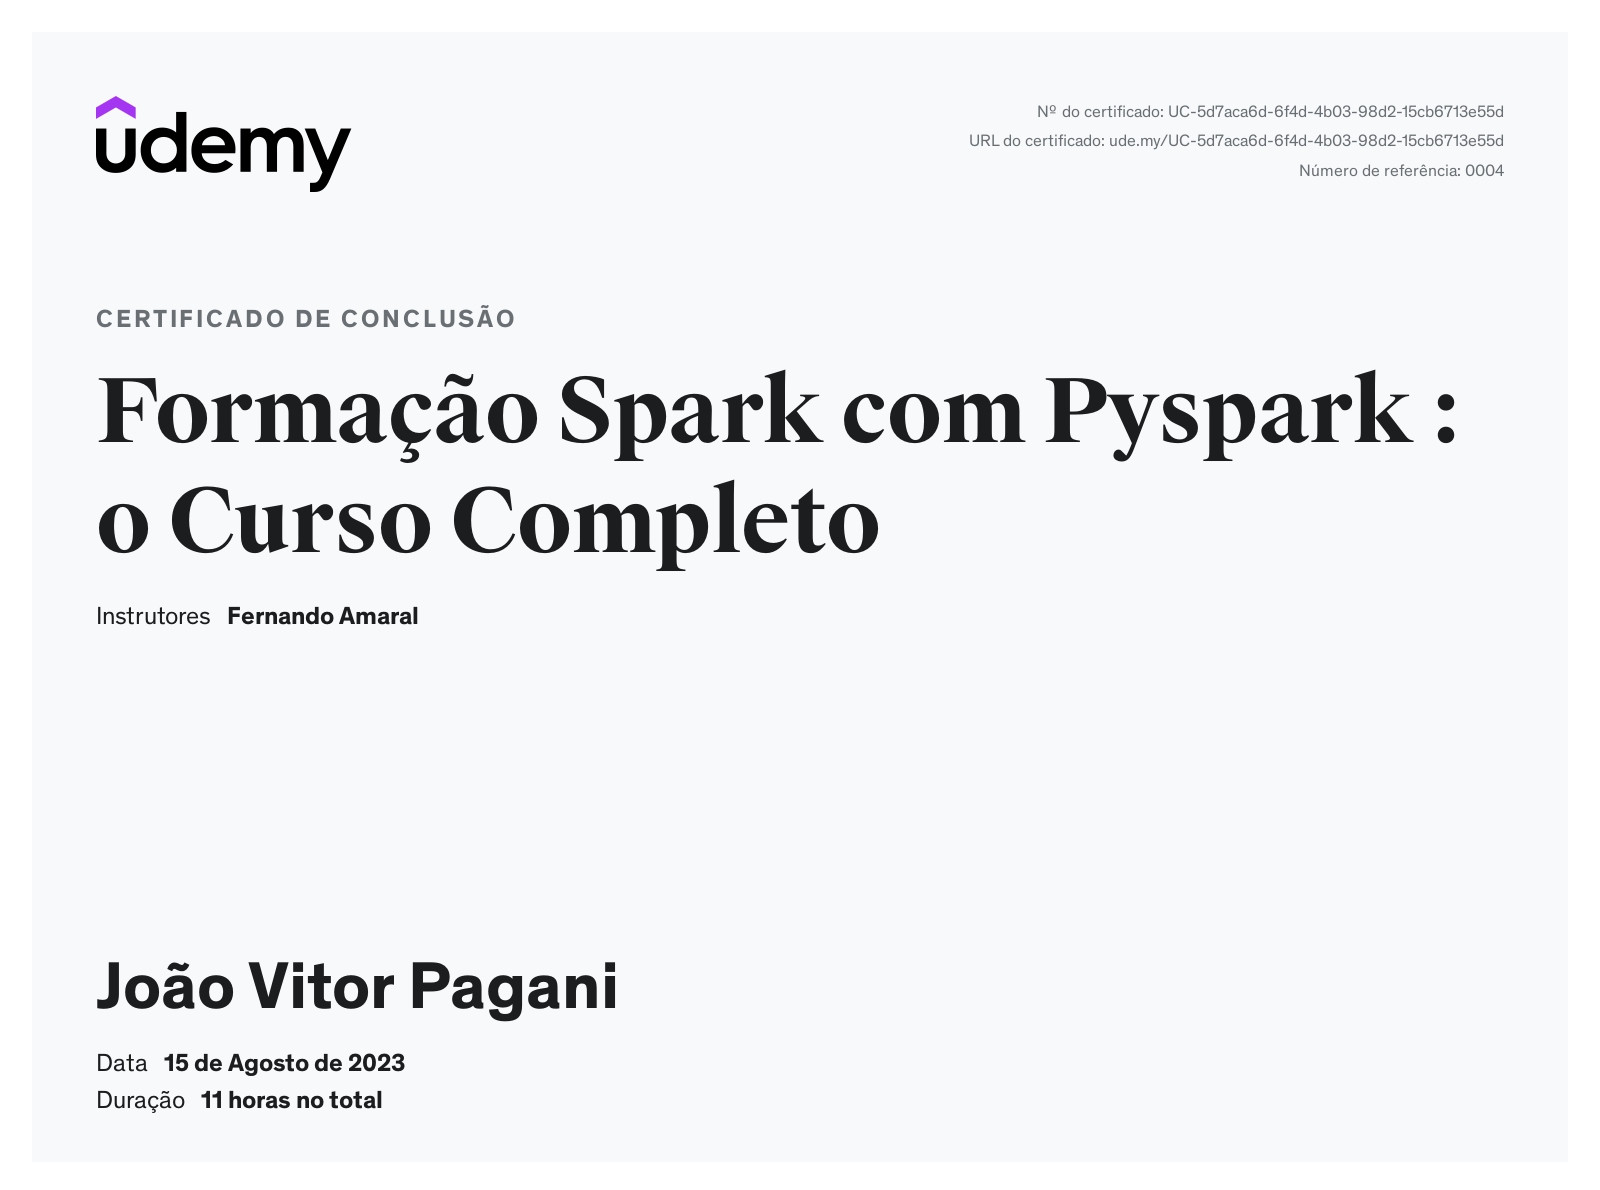 udemy
Nº do certificado: UC-5d7aca6d-6f4d-4b03-98d2-15cb6713e55d
URL do certificado: ude.my/UC-5d7aca6d-6f4d-4b03-98d2-15cb6713e55d
Número de referência: 0004
CERTIFICADO DE CONCLUSÃO
Formação Spark com Pyspark :
o Curso Completo
Instrutores Fernando Amaral
João Vitor Pagani
Data 15 de Agosto de 2023
Duração 11 horas no total